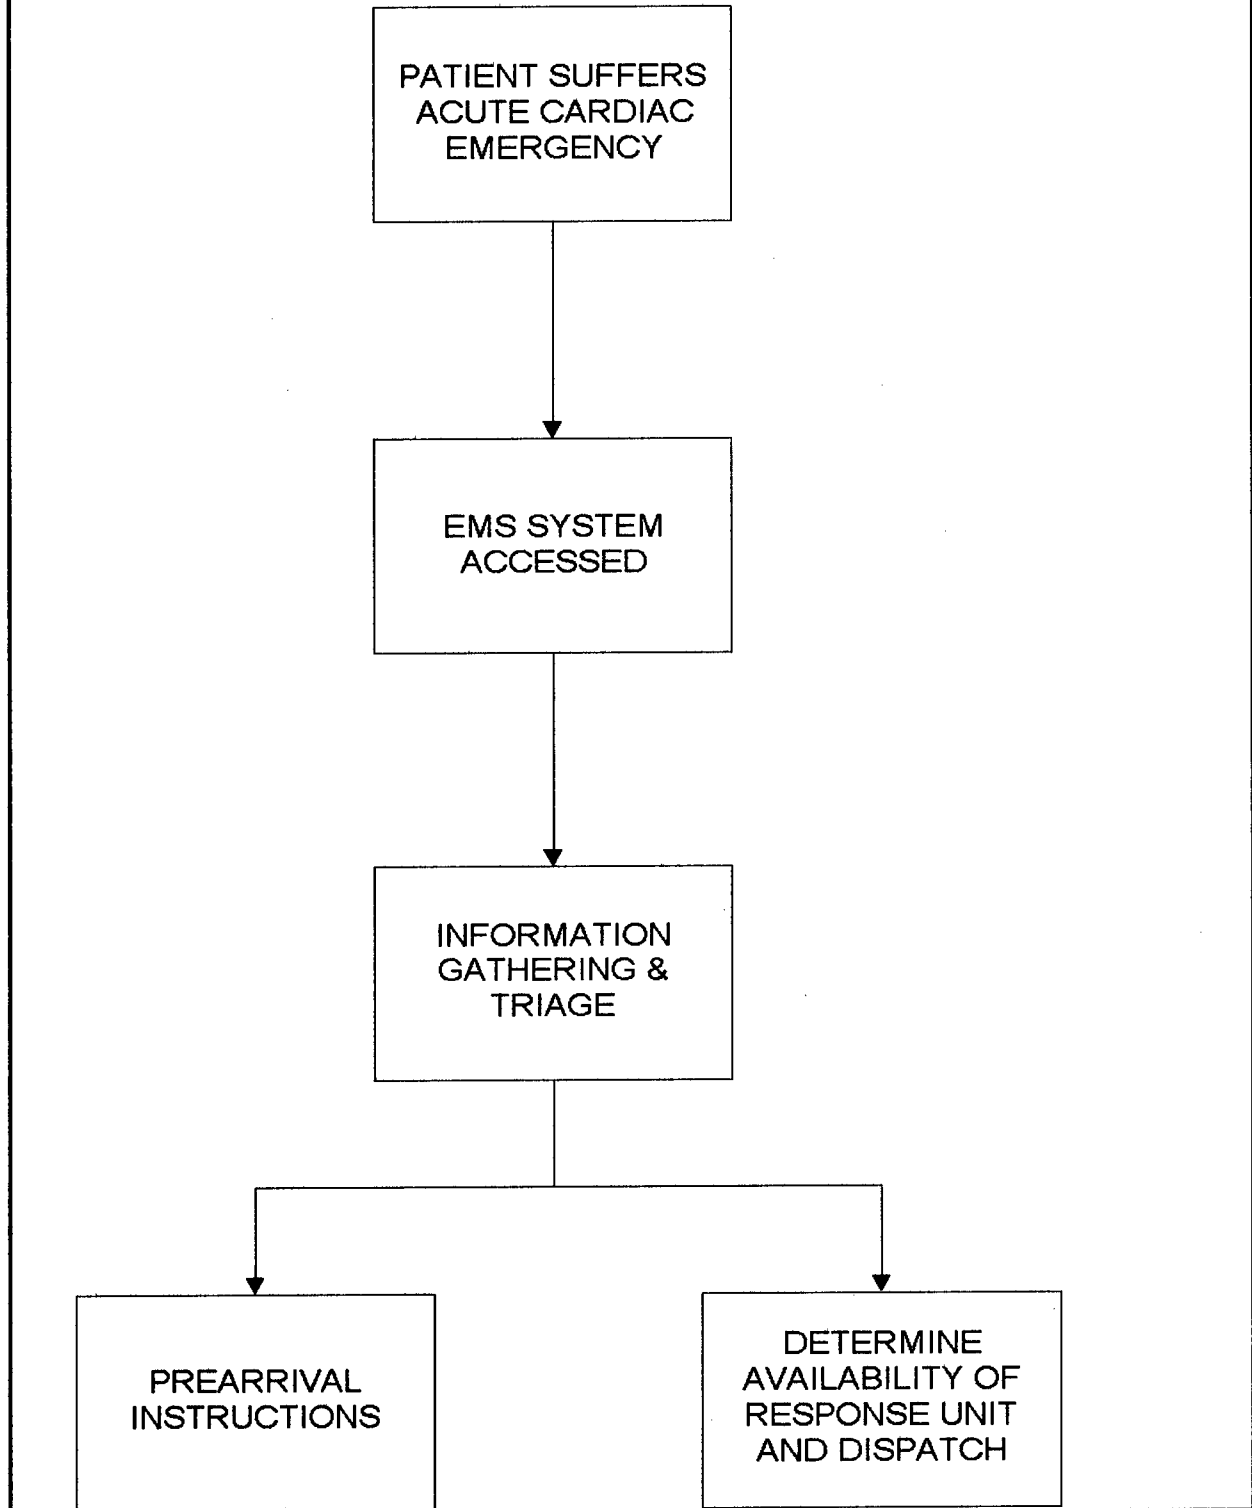 PATIENT SUFFERS
ACUTE CARDIAC
EMERGENCY
EMS SYSTEM
ACCESSED
INFORMATION
GATHERING &
TRIAGE
PREARRIVAL
INSTRUCTIONS
DETERMINE
AVAILABILITY OF
RESPONSE UNIT
AND DISPATCH